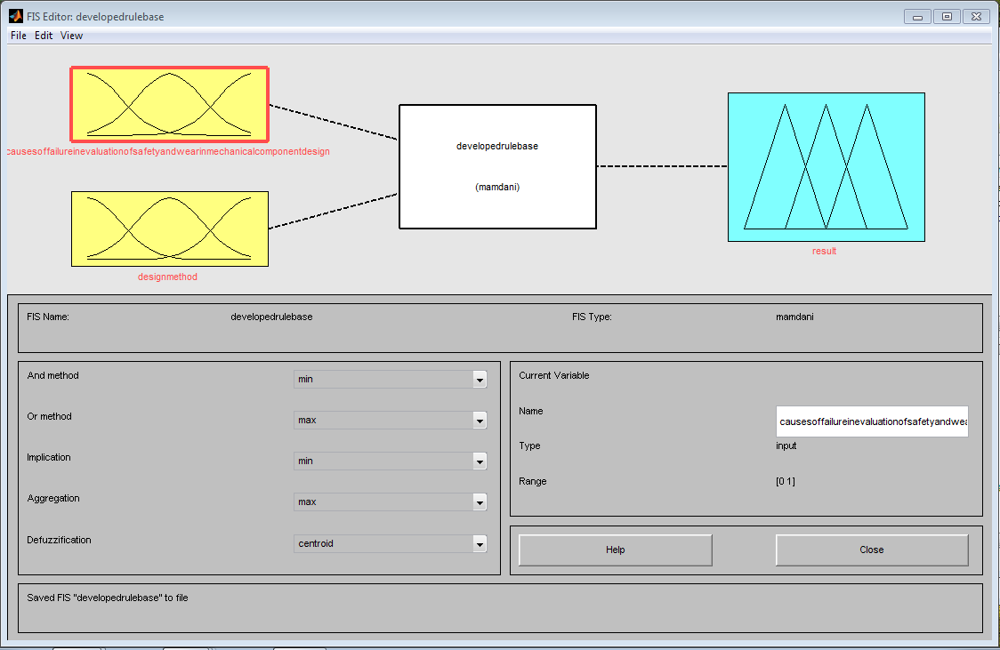 FIS Editor: developedrulebase
File Edit View
causesoffailureinevaluationofsafetyandwearinmechanicalcomponentdesign
designmethod
developedrulebase
(mamdani)
result
FIS Name: developedrulebase FIS Type: mamdani
And method min
Or method max
Implication min
Aggregation max
Defuzzification centroid
Current Variable
Name causesoffailureinevaluationofsafetyandwea
Type input
Range [0 1]
Help Close
Saved FIS "developedrulebase" to file